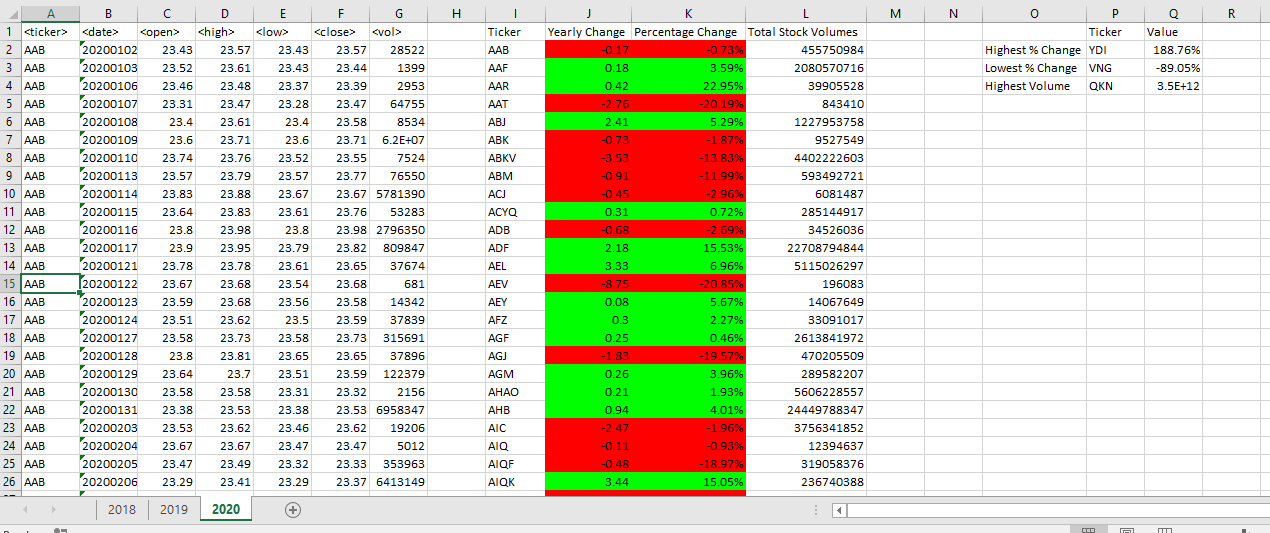 A B C D E F G H I J K L M N O P Q R
1 <ticker> <date> <open> <high> <low> <close> <vol> Ticker Yearly Change Percentage Change Total Stock Volumes Ticker Value
2 AAB 20200102 23.43 23.57 23.43 23.57 28522 AAB -0.17 -0.73% 455750984 Highest % Change YDI 188.76%
3 AAB 20200103 23.52 23.61 23.43 23.44 1399 AAF 0.18 3.59% 2080570716 Lowest % Change VNG -89.05%
4 AAB 20200106 23.46 23.48 23.37 23.39 2953 AAR 0.42 22.95% 39905528 Highest Volume QKN 3.5E+12
5 AAB 20200107 23.31 23.47 23.28 23.47 64755 AAT -2.76 -20.19% 843410
6 AAB 20200108 23.4 23.61 23.4 23.58 8534 ABJ 2.41 5.29% 1227953758
7 AAB 20200109 23.6 23.71 23.6 23.71 6.2E+07 ABK -0.73 -1.87% 9527549
8 AAB 20200110 23.74 23.76 23.52 23.55 7524 ABKV -3.53 -13.83% 4402222603
9 AAB 20200113 23.57 23.79 23.57 23.77 76550 ABM -0.91 -11.99% 593492721
10 AAB 20200114 23.83 23.88 23.67 23.67 5781390 ACJ -0.45 -2.96% 6081487
11 AAB 20200115 23.64 23.83 23.61 23.76 53283 ACYQ 0.31 0.72% 285144917
12 AAB 20200116 23.8 23.98 23.8 23.98 2796350 ADB -0.68 -2.69% 34526036
13 AAB 20200117 23.9 23.95 23.79 23.82 809847 ADF 2.18 15.53% 22708794844
14 AAB 20200121 23.78 23.78 23.61 23.65 37674 AEL 3.33 6.96% 5115026297
15 AAB 20200122 23.67 23.68 23.54 23.68 681 AEV -8.75 -20.85% 196083
16 AAB 20200123 23.59 23.68 23.56 23.58 14342 AEY 0.08 5.67% 14067649
17 AAB 20200124 23.51 23.62 23.5 23.59 37839 AFZ 0.3 2.27% 33091017
18 AAB 20200127 23.58 23.73 23.58 23.73 315691 AGF 0.25 0.46% 2613841972
19 AAB 20200128 23.8 23.81 23.65 23.65 37896 AGJ -1.83 -19.57% 470205509
20 AAB 20200129 23.64 23.7 23.51 23.59 122379 AGM 0.26 3.96% 289582207
21 AAB 20200130 23.58 23.58 23.31 23.32 2156 AHAO 0.21 1.93% 5606228557
22 AAB 20200131 23.38 23.53 23.38 23.53 6958347 AHB 0.94 4.01% 24449788347
23 AAB 20200203 23.53 23.62 23.46 23.62 19206 AIC -2.47 -1.96% 3756341852
24 AAB 20200204 23.67 23.67 23.47 23.47 5012 AIQ -0.11 -0.93% 12394637
25 AAB 20200205 23.47 23.49 23.32 23.33 353963 AIQF -0.48 -18.97% 319058376
26 AAB 20200206 23.29 23.41 23.29 23.37 6413149 AIQK 3.44 15.05% 236740388
2018 2019 2020